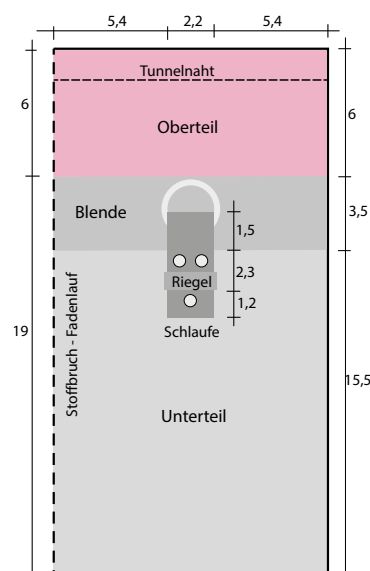 5,4 2,2 5,4
Tunnelnaht
6
Oberteil
6
Blende
3,5
1,5
2,3
Riegel
1,2
Schlaufe
Stoffbruch - Fadenlauf
19
15,5
Unterteil